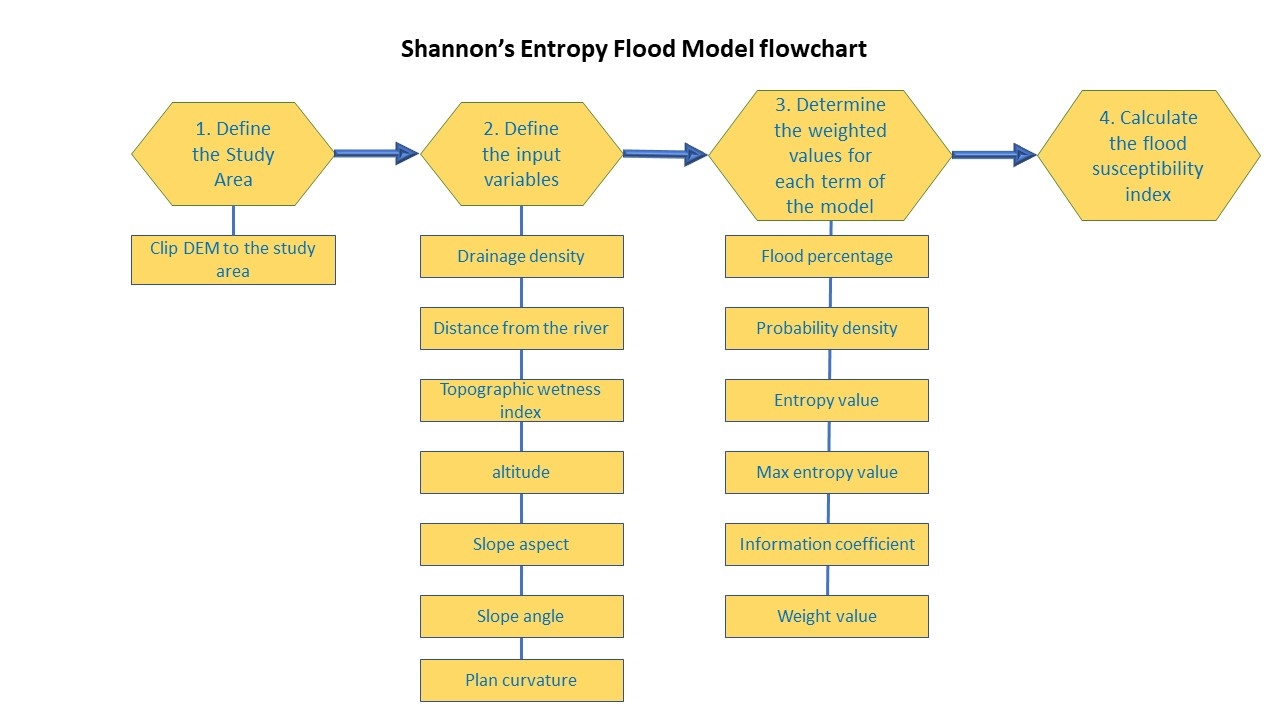 Shannon’s Entropy Flood Model flowchart
1. Define
the Study
Area
2. Define
the input
variables
3. Determine
the weighted
values for
each term of
the model
4. Calculate
the flood
susceptibility
index
Clip DEM to the study
area
Drainage density
Distance from the river
Topographic wetness
index
altitude
Slope aspect
Slope angle
Plan curvature
Flood percentage
Probability density
Entropy value
Max entropy value
Information coefficient
Weight value